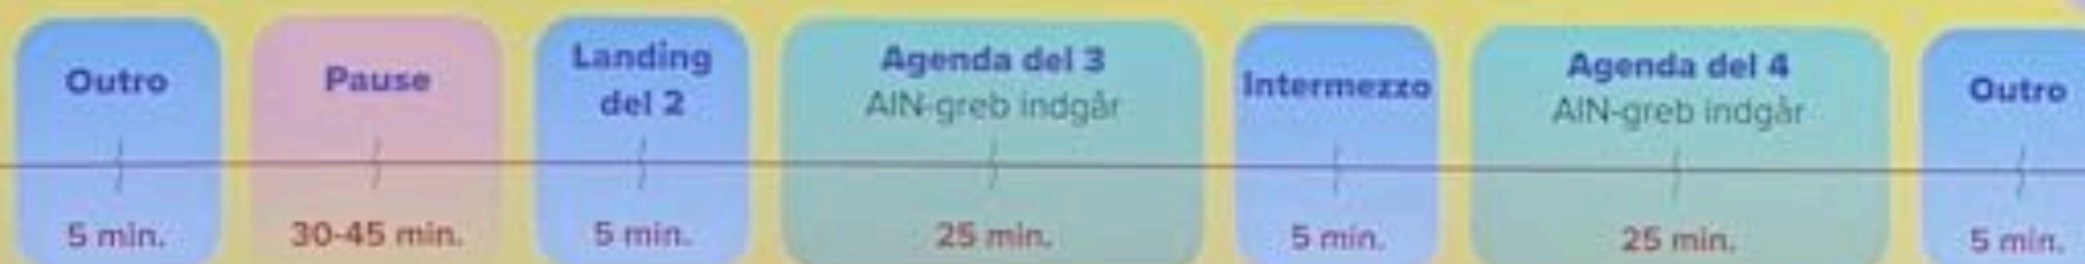 Outro
5 min.
Pause
30-45 min.
Landing
del 2
5 min.
Agenda del 3
AIN-greb indgår
25 min.
Intermezzo
5 min.
Agenda del 4
AIN-greb indgår
25 min.
Outro
5 min.